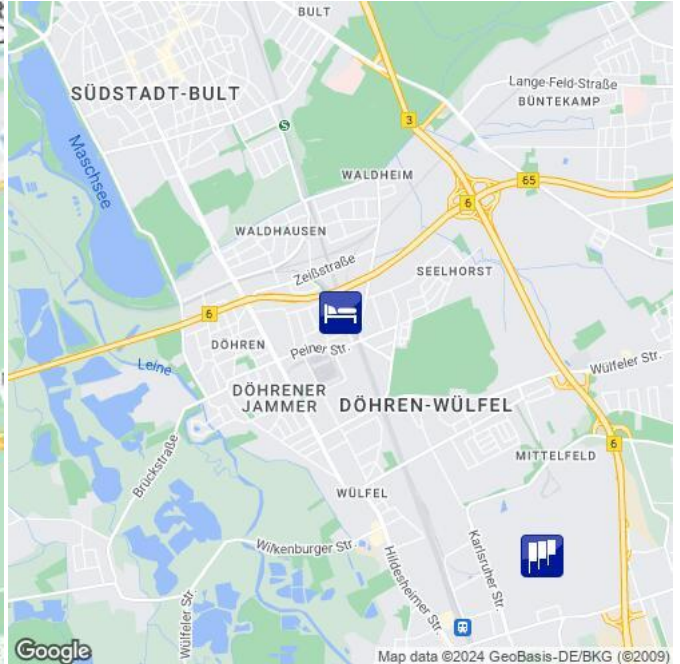 BULT
SÜDSTADT-BULT
Lange-Feld-Straße
BÜNTEKAMP
3
Maschsee
S
WALDHEIM
65
6
WALDHAUSEN
Zeißstraße
SEELHORST
6
DÖHREN
Peiner Str.
Leine
Wülfeler Str.
DÖHRENER
JAMMER
DÖHREN-WÜLFEL
Brückstraße
6
MITTELFELD
WÜLFEL
Karlsruher Str.
Wilkenburger Str.
Hildesheimer Str.
Wülfeler Str.
Google
Map data ©2024 GeoBasis-DE/BKG (©2009)